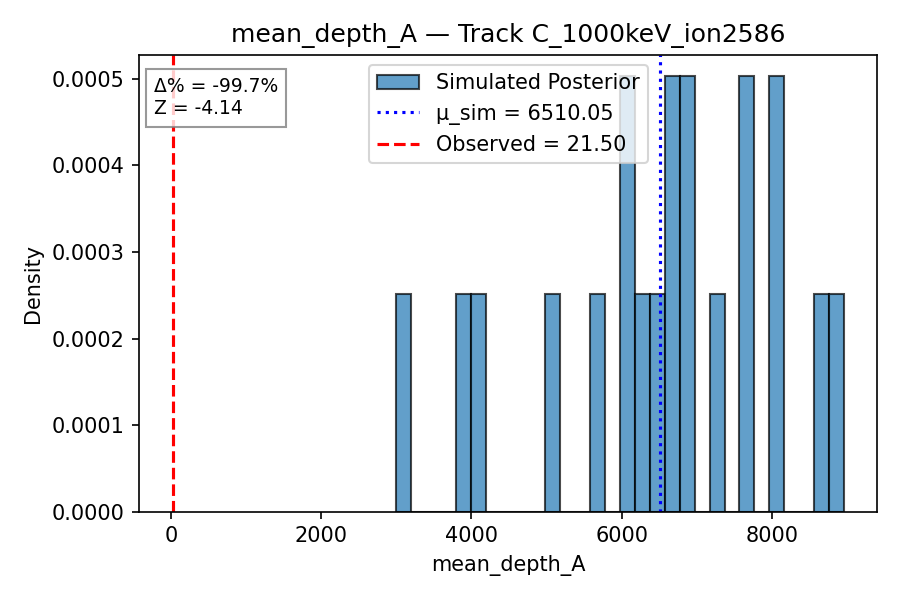 mean_depth_A — Track C_1000keV_ion2586
Δ% = -99.7%
Z = -4.14
Simulated Posterior
μ_sim = 6510.05
Observed = 21.50
Density
0.0005
0.0004
0.0003
0.0002
0.0001
0.0000
0
2000
4000
6000
8000
mean_depth_A